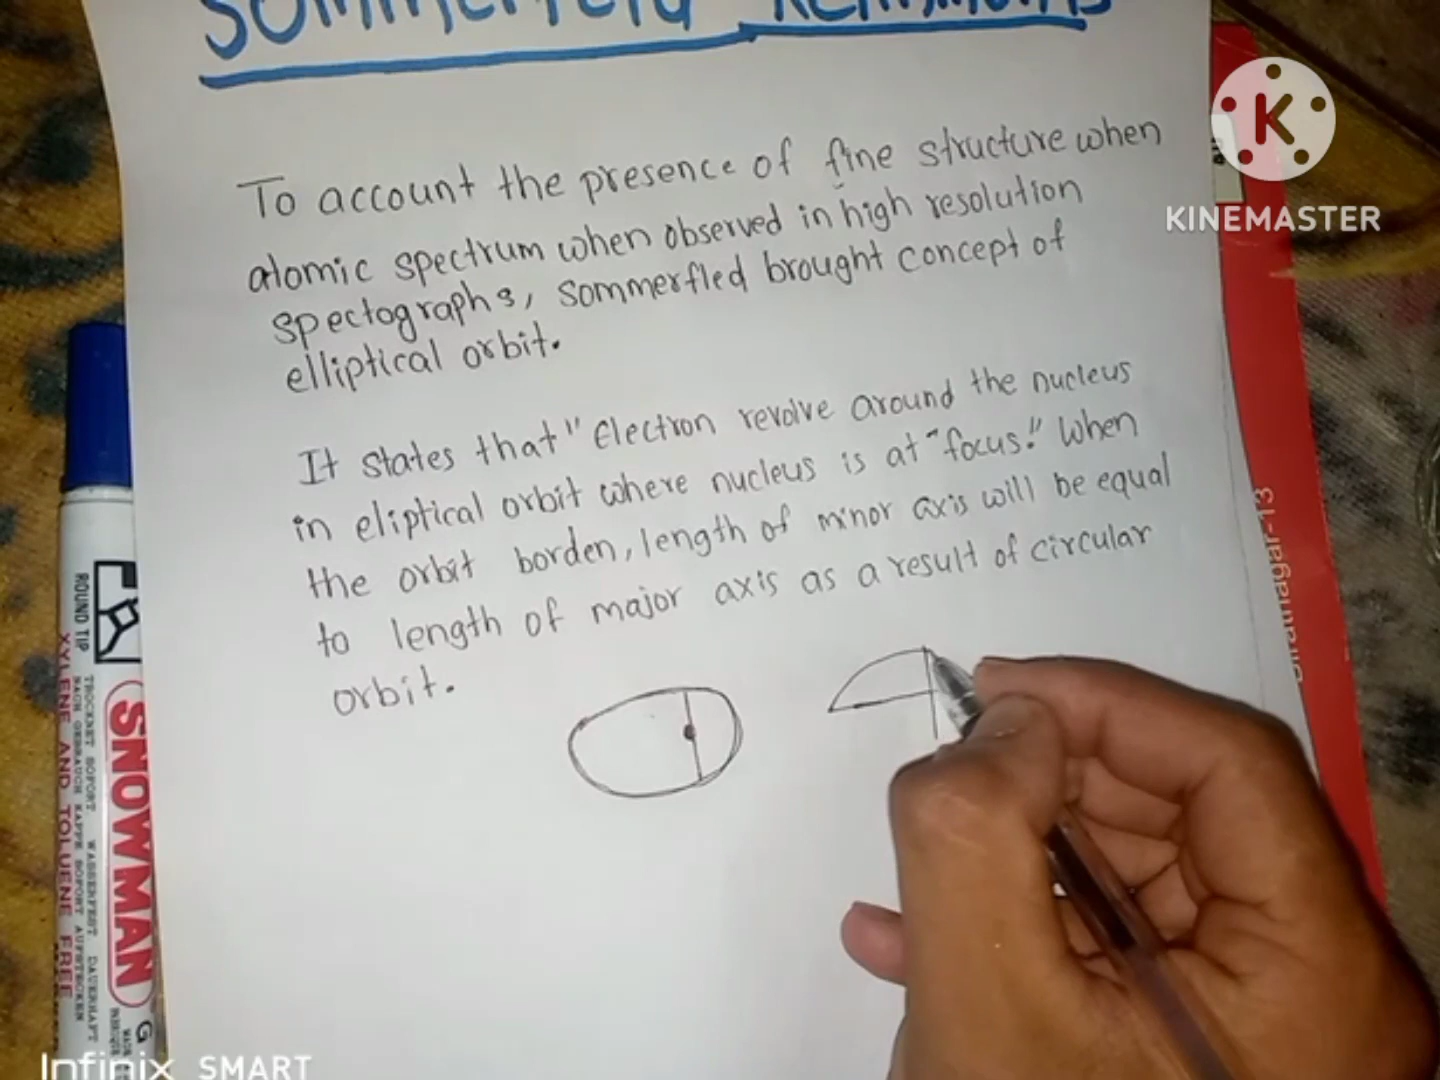 Sommerfeld
KINEMASTER
To account the presence of fine structure when
atomic spectrum when observed in high resolution
spectographs, sommerfled brought concept of
elliptical orbit.
It states that "Electron revolve around the nucleus
in eliptical orbit where nucleus is at "focus." When
the orbit borden, length of minor axis will be equal
to length of major axis as a result of circular
orbit.
ROUND TIP
XYLENE AND TOLUENE FREE
SNOWMAN
G
Infinix SMART